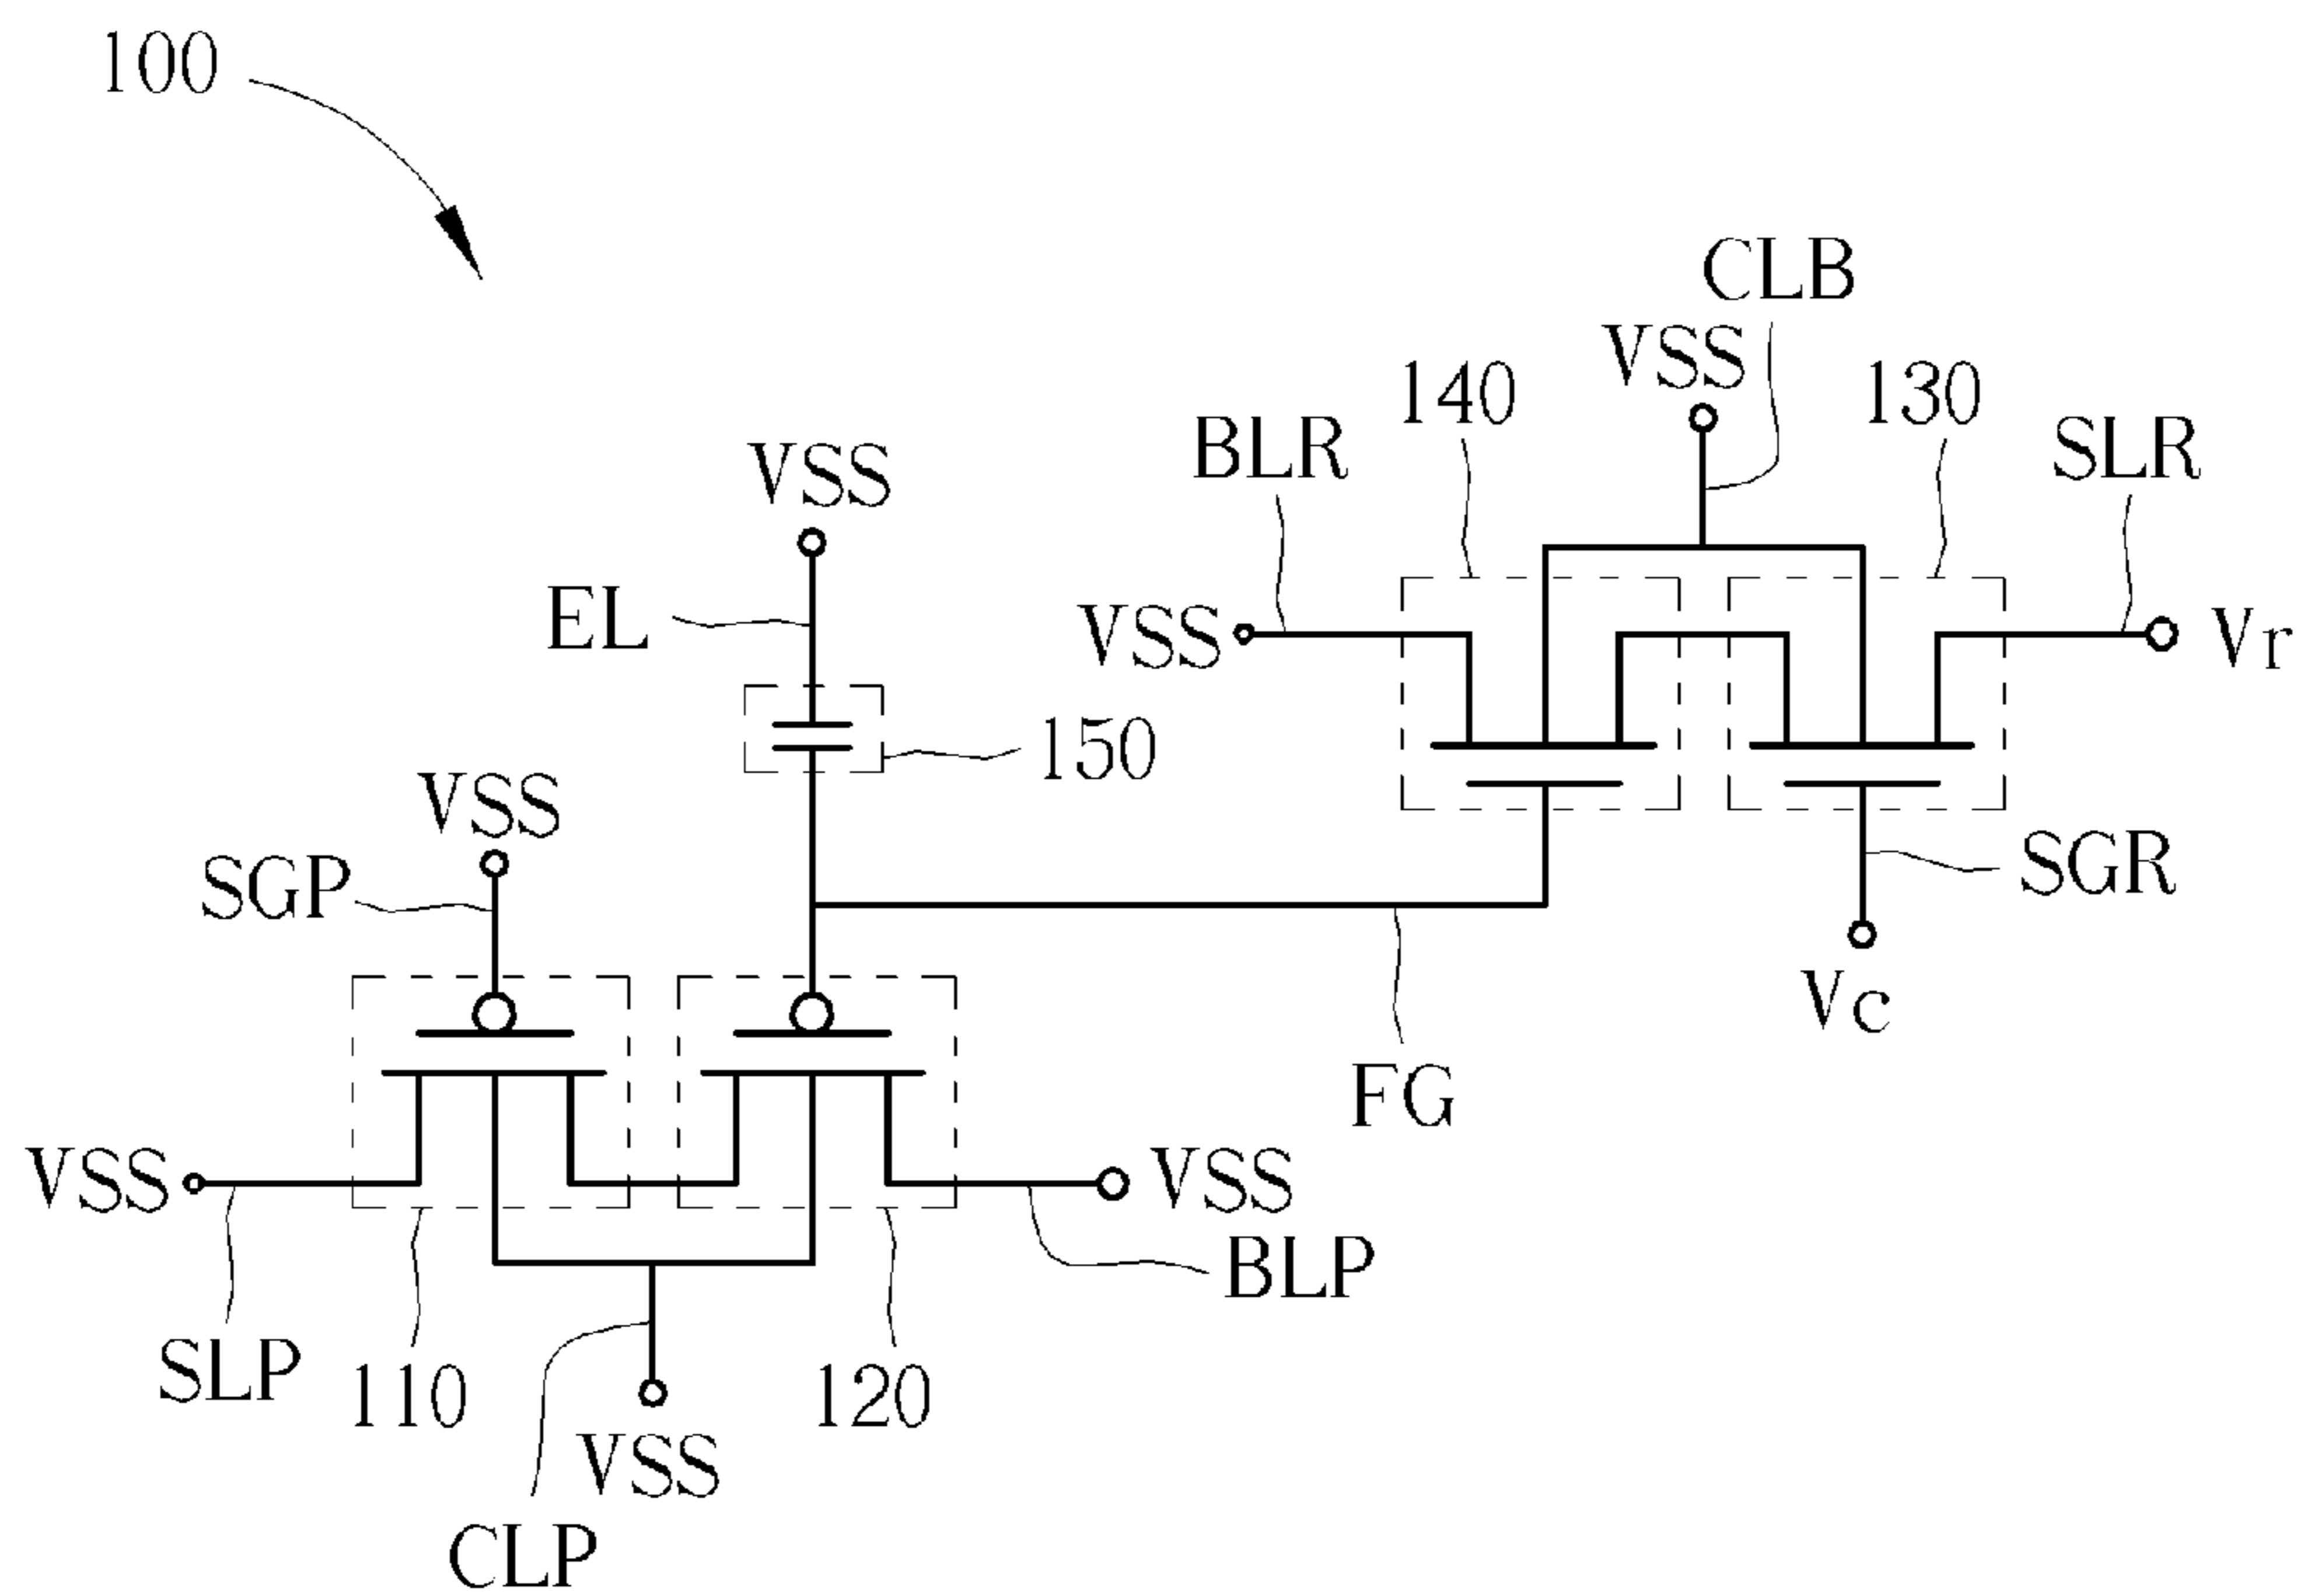 100
CLB
VSS
140
130
BLR
SLR
VSS
EL
VSS
Vr
150
VSS
SGP
SGR
Vc
FG
VSS
VSS
BLP
SLP
110
120
VSS
CLP